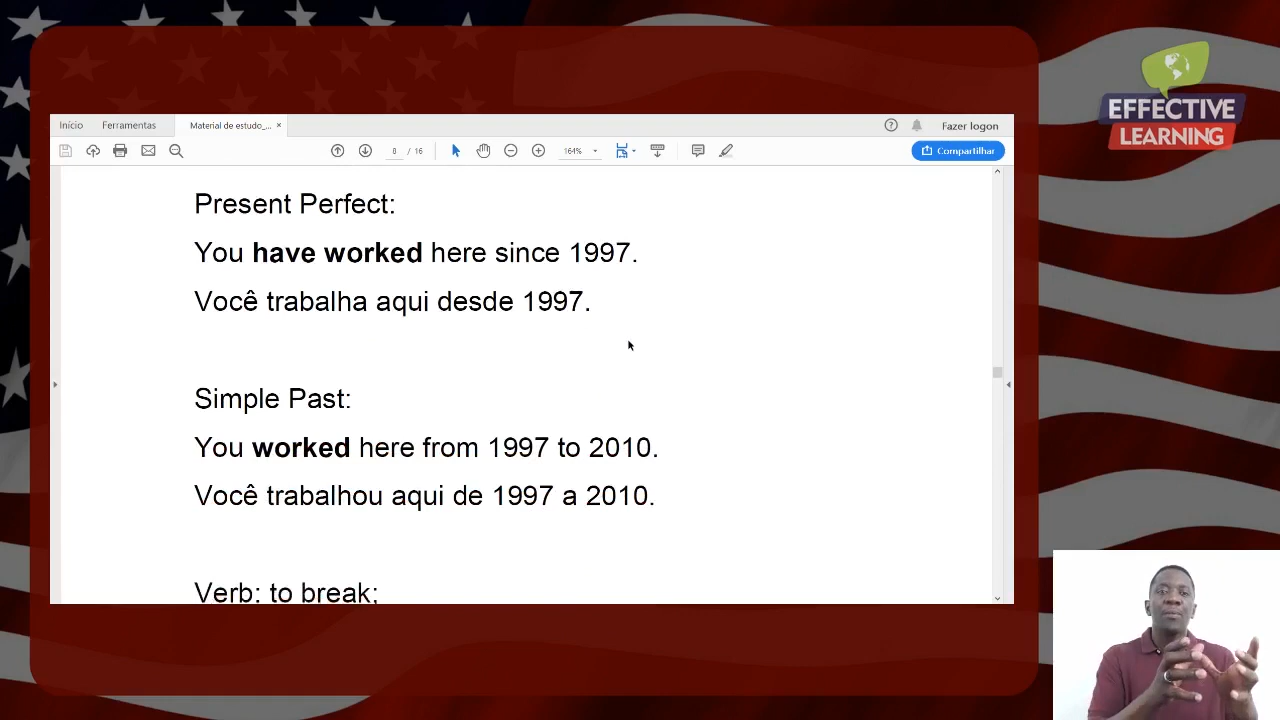 EFFECTIVE
LEARNING
Início Ferramentas Material de estudo_... ×
Fazer logon
8 / 16
164%
Compartilhar
Present Perfect:
You have worked here since 1997.
Você trabalha aqui desde 1997.
Simple Past:
You worked here from 1997 to 2010.
Você trabalhou aqui de 1997 a 2010.
Verb: to break;